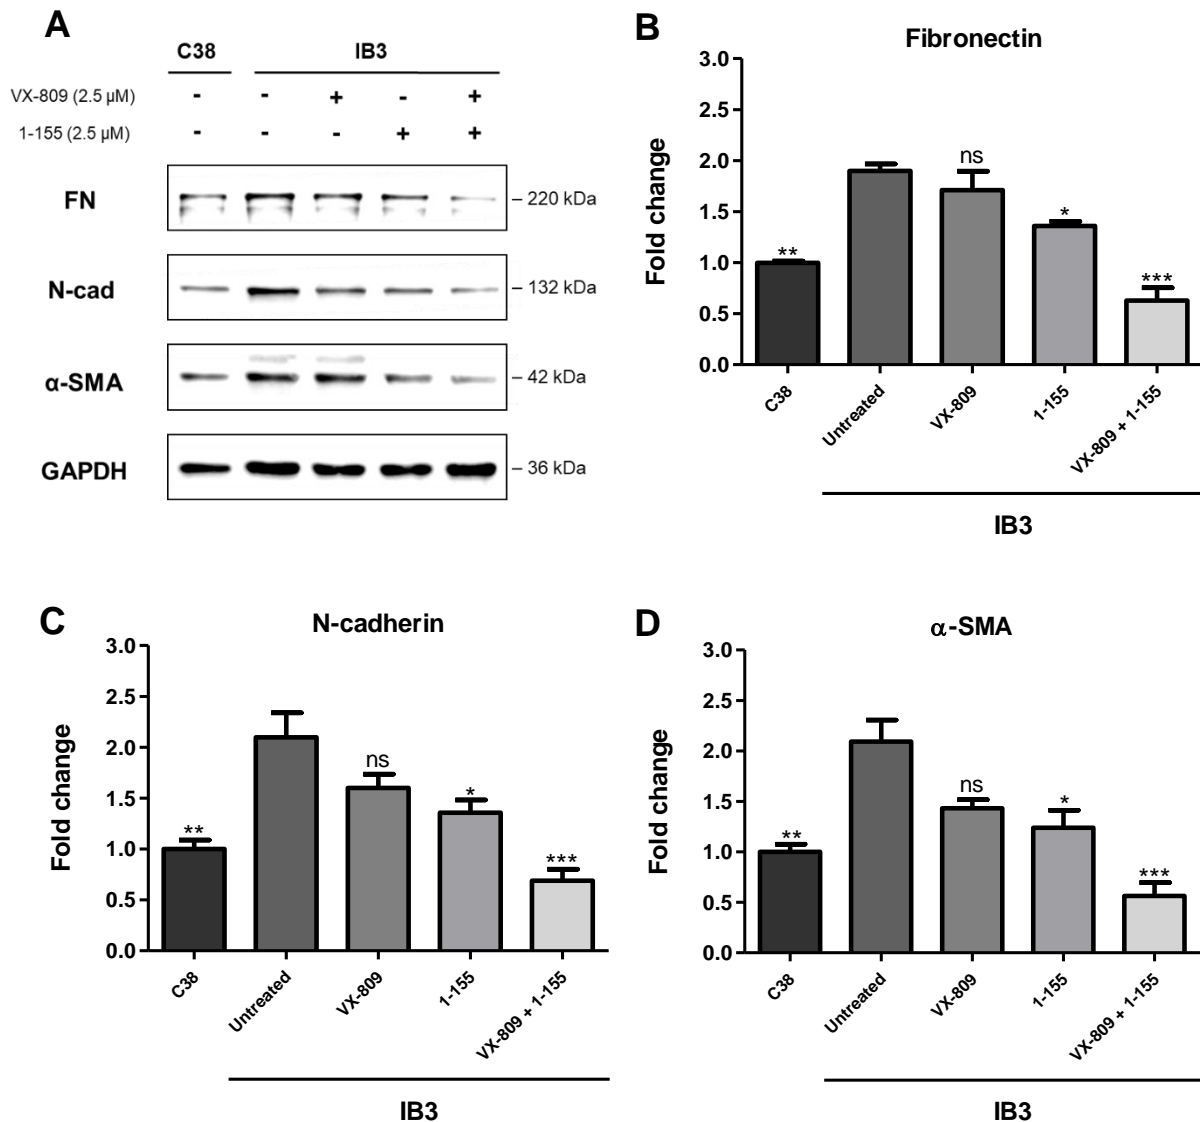 A
C38 IB3
VX-809 (2.5 µM) - - + - +
1-155 (2.5 µM) - - - + +
FN – 220 kDa
N-cad – 132 kDa
α-SMA – 42 kDa
GAPDH – 36 kDa
B
Fibronectin
Fold change
3.0
2.5
2.0
1.5
1.0
0.5
0.0
** ns * ***
C38 Untreated VX-809 1-155 VX-809 + 1-155
IB3
C
N-cadherin
Fold change
3.0
2.5
2.0
1.5
1.0
0.5
0.0
** ns * ***
C38 Untreated VX-809 1-155 VX-809 + 1-155
IB3
D
α-SMA
Fold change
3.0
2.5
2.0
1.5
1.0
0.5
0.0
** ns * ***
C38 Untreated VX-809 1-155 VX-809 + 1-155
IB3